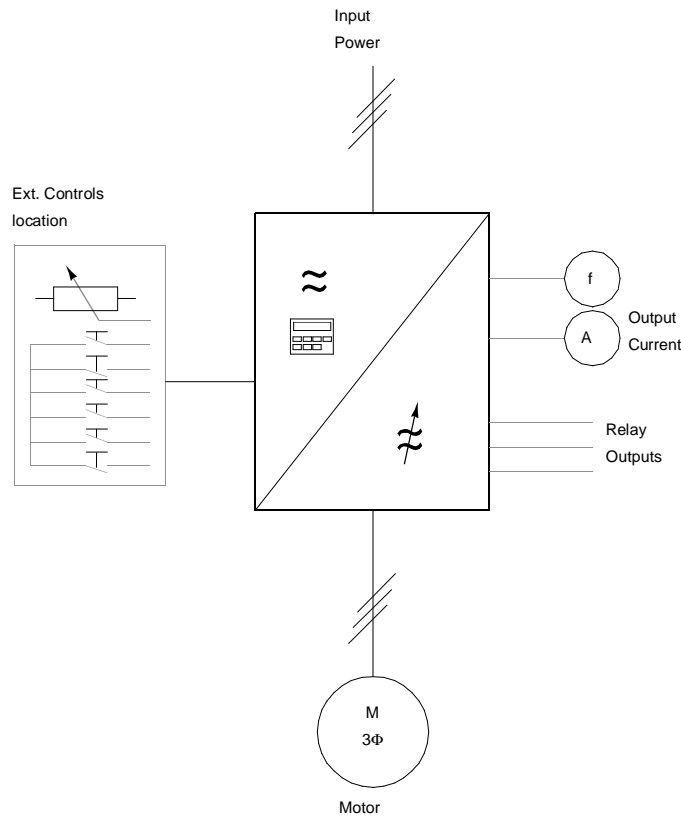 Input
Power
Ext. Controls
location
f
A
Output
Current
Relay
Outputs
M
3Φ
Motor